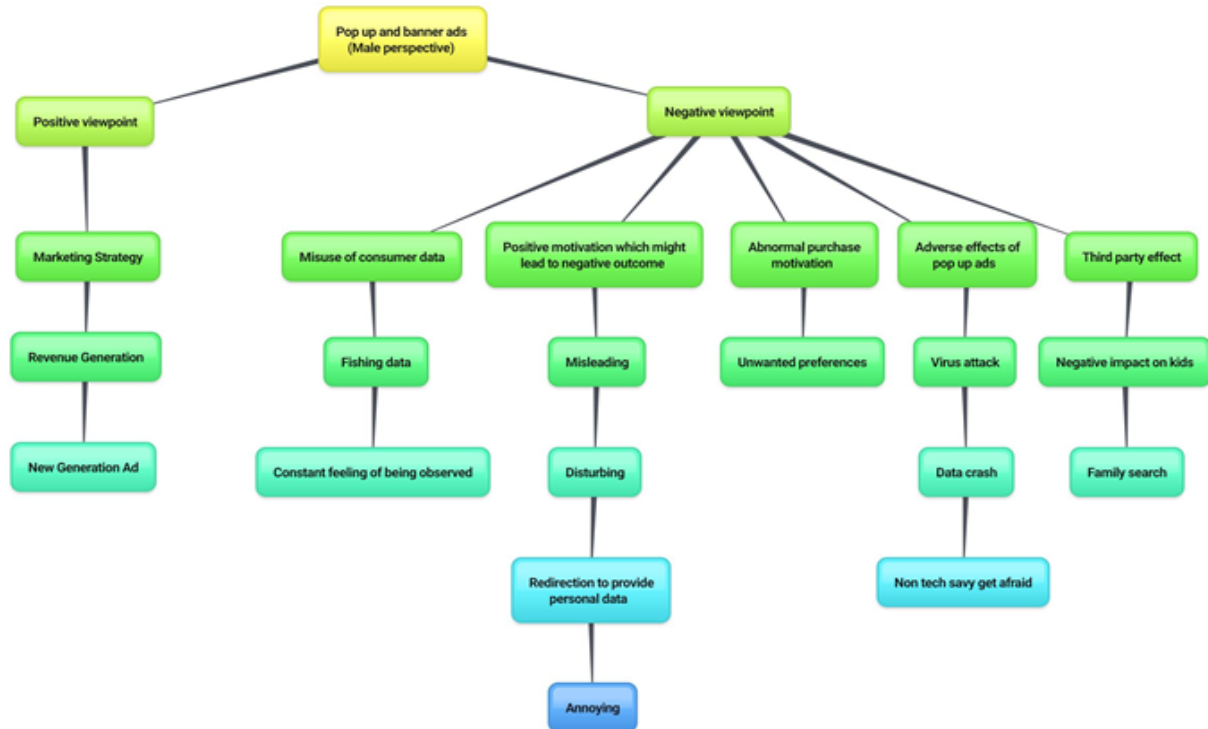 Pop up and banner ads
(Male perspective)
Positive viewpoint
Negative viewpoint
Marketing Strategy
Misuse of consumer data
Positive motivation which might
lead to negative outcome
Abnormal purchase
motivation
Adverse effects of
pop up ads
Third party effect
Revenue Generation
Fishing data
Misleading
Unwanted preferences
Virus attack
Negative impact on kids
New Generation Ad
Constant feeling of being observed
Disturbing
Data crash
Family search
Redirection to provide
personal data
Non tech savy get afraid
Annoying